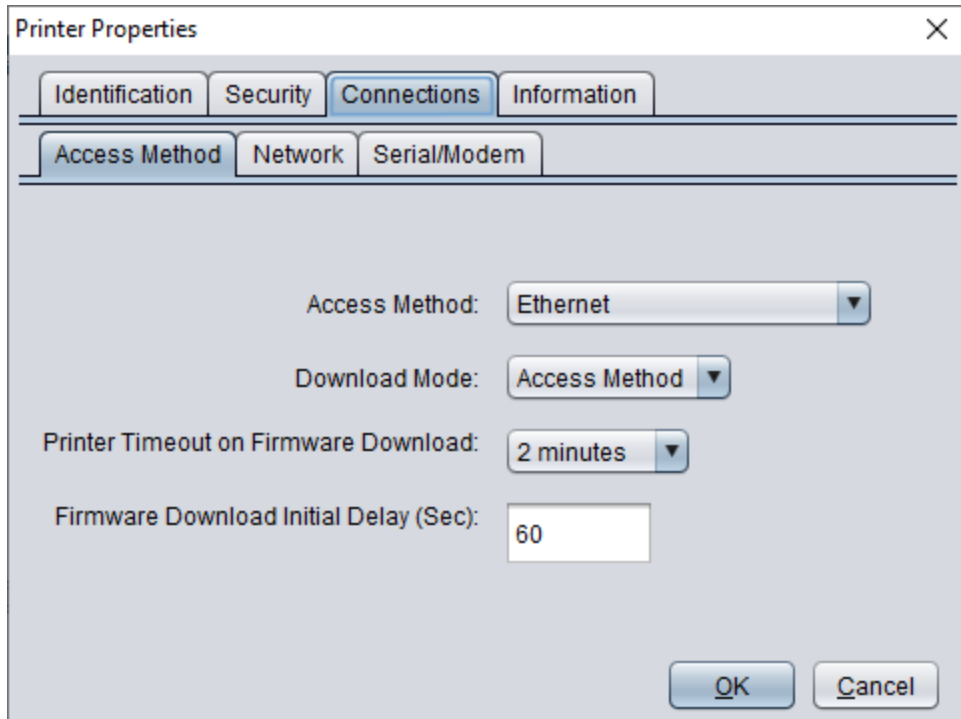 Printer Properties
Identification Security Connections Information
Access Method Network Serial/Modem
Access Method: Ethernet
Download Mode: Access Method
Printer Timeout on Firmware Download: 2 minutes
Firmware Download Initial Delay (Sec): 60
OK Cancel